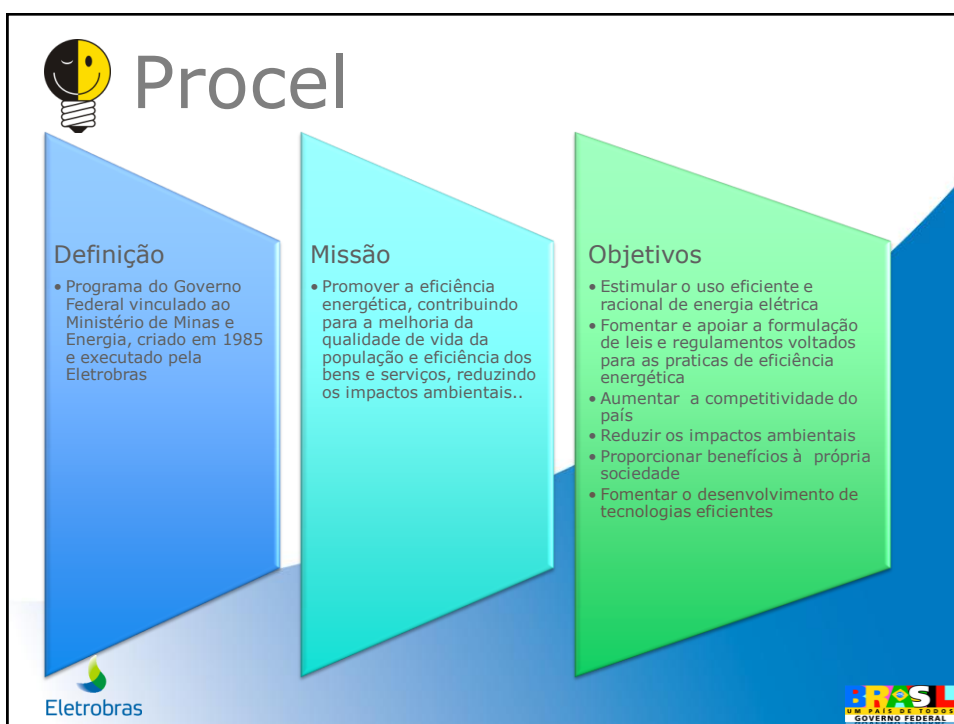 Procel
Definição
• Programa do Governo
Federal vinculado ao
Ministério de Minas e
Energia, criado em 1985
e executado pela
Eletrobras
Missão
• Promover a eficiência
energética, contribuindo
para a melhoria da
qualidade de vida da
população e eficiência dos
bens e serviços, reduzindo
os impactos ambientais..
Objetivos
• Estimular o uso eficiente e
racional de energia elétrica
• Fomentar e apoiar a formulação
de leis e regulamentos voltados
para as praticas de eficiência
energética
• Aumentar  a competitividade do
país
• Reduzir os impactos ambientais
• Proporcionar benefícios à  própria
sociedade
• Fomentar o desenvolvimento de
tecnologias eficientes
Eletrobras
BRASIL
UM PAÍS DE TODOS
GOVERNO FEDERAL